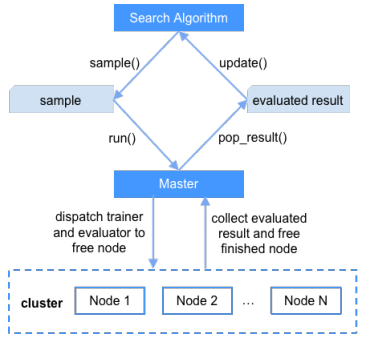 Search Algorithm
sample()
update()
sample
evaluated result
run()
pop_result()
Master
dispatch trainer
and evaluator to
free node
collect evaluated
result and free
finished node
cluster
Node 1
Node 2
...
Node N